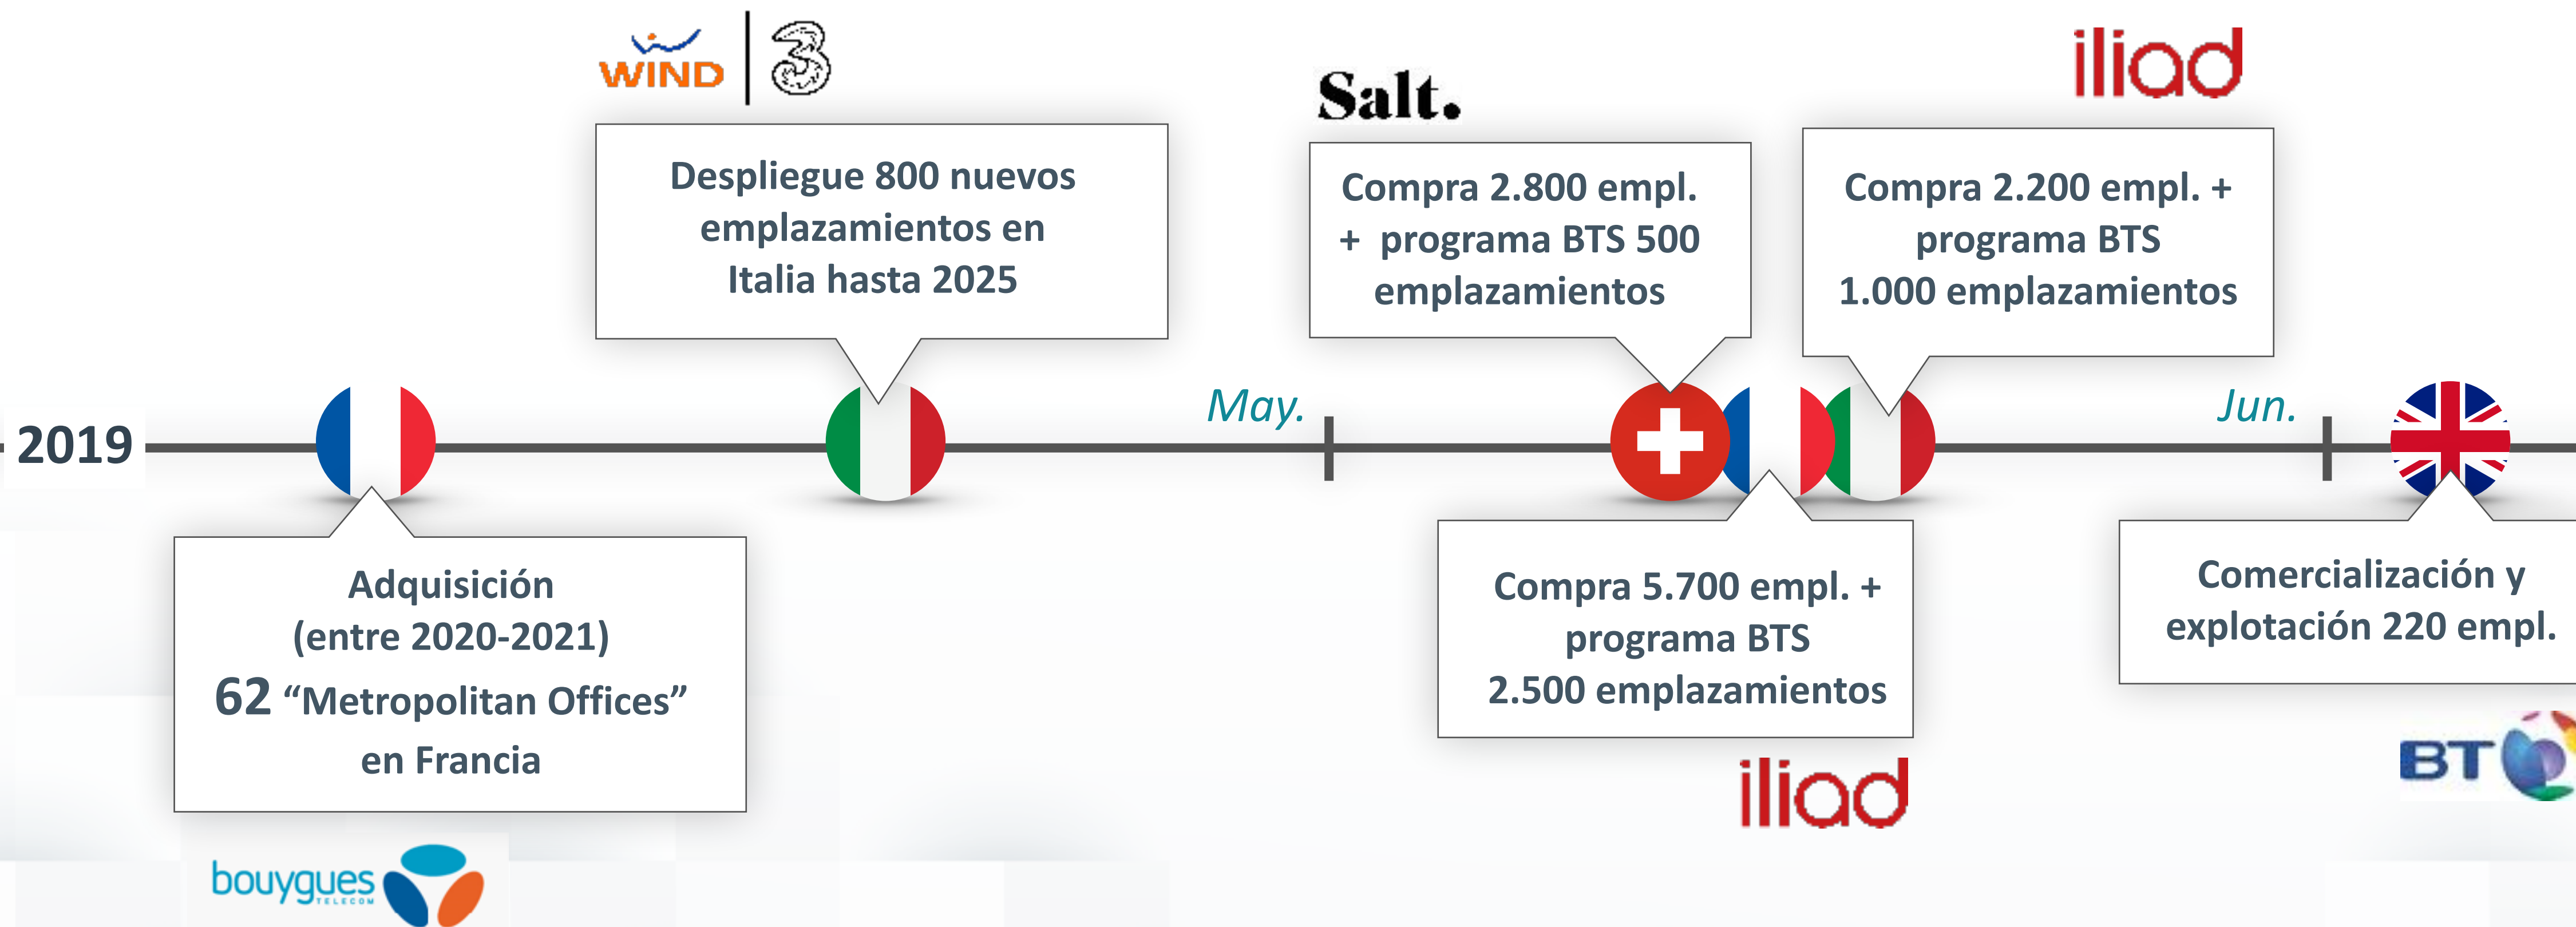 WIND
3
Despliegue 800 nuevos
emplazamientos en
Italia hasta 2025
Salt.
Compra 2.800 empl.
+ programa BTS 500
emplazamientos
iliad
Compra 2.200 empl. +
programa BTS
1.000 emplazamientos
2019
May.
Jun.
Adquisición
(entre 2020-2021)
62 “Metropolitan Offices”
en Francia
bouygues
TELECOM
Compra 5.700 empl. +
programa BTS
2.500 emplazamientos
iliad
Comercialización y
explotación 220 empl.
BT